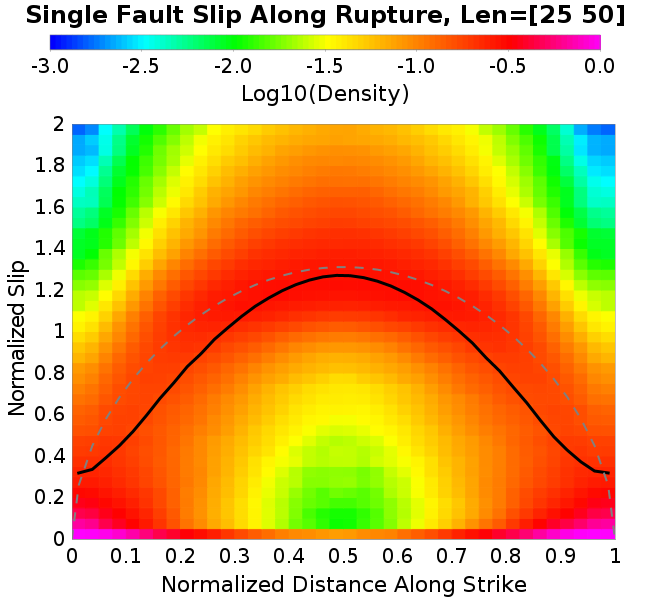 Single Fault Slip Along Rupture, Len=[25 50]
-3.0 -2.5 -2.0 -1.5 -1.0 -0.5 0.0
Log10(Density)
2
1.8
1.6
1.4
1.2
1
0.8
0.6
0.4
0.2
0
Normalized Slip
0 0.1 0.2 0.3 0.4 0.5 0.6 0.7 0.8 0.9 1
Normalized Distance Along Strike